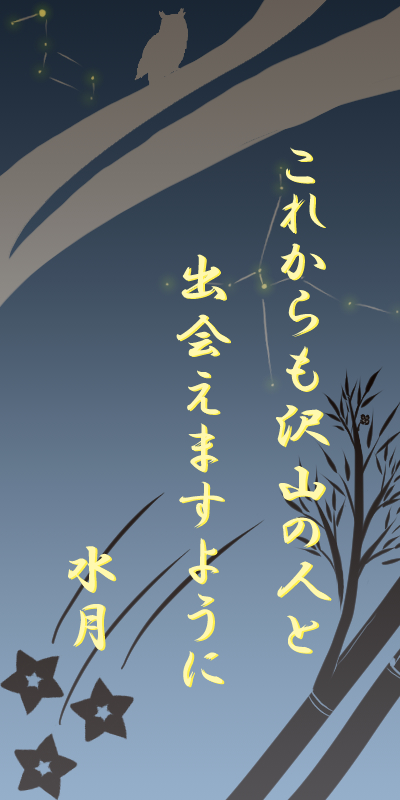 これからも沢山の人と
出会えますように
水月